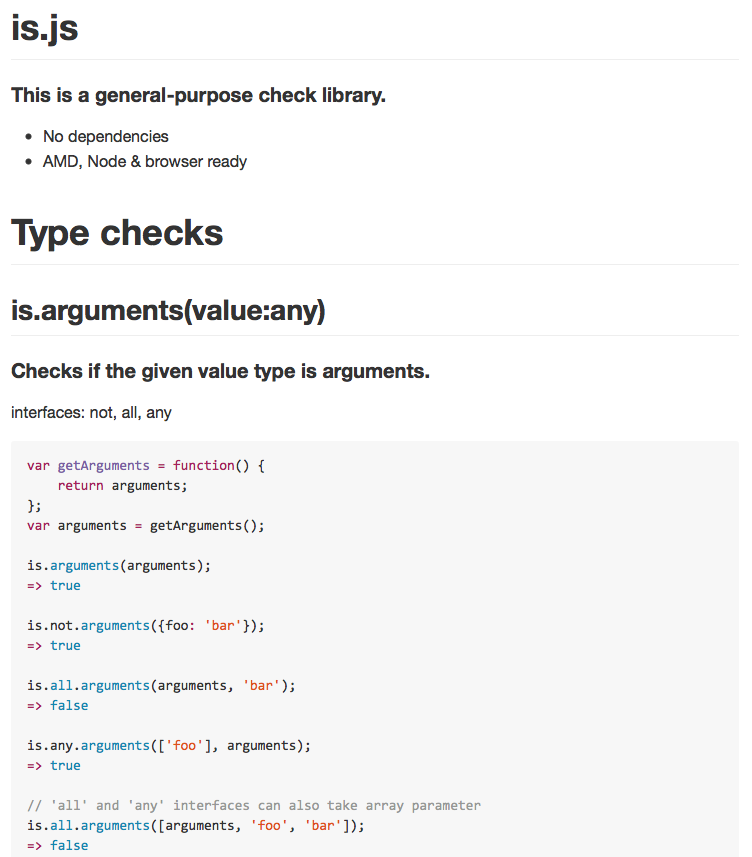 is.js
This is a general-purpose check library.
• No dependencies
• AMD, Node & browser ready
Type checks
is.arguments(value:any)
Checks if the given value type is arguments.
interfaces: not, all, any
var getArguments = function() {
    return arguments;
};
var arguments = getArguments();

is.arguments(arguments);
=> true

is.not.arguments({foo: 'bar'});
=> true

is.all.arguments(arguments, 'bar');
=> false

is.any.arguments(['foo'], arguments);
=> true

// 'all' and 'any' interfaces can also take array parameter
is.all.arguments([arguments, 'foo', 'bar']);
=> false